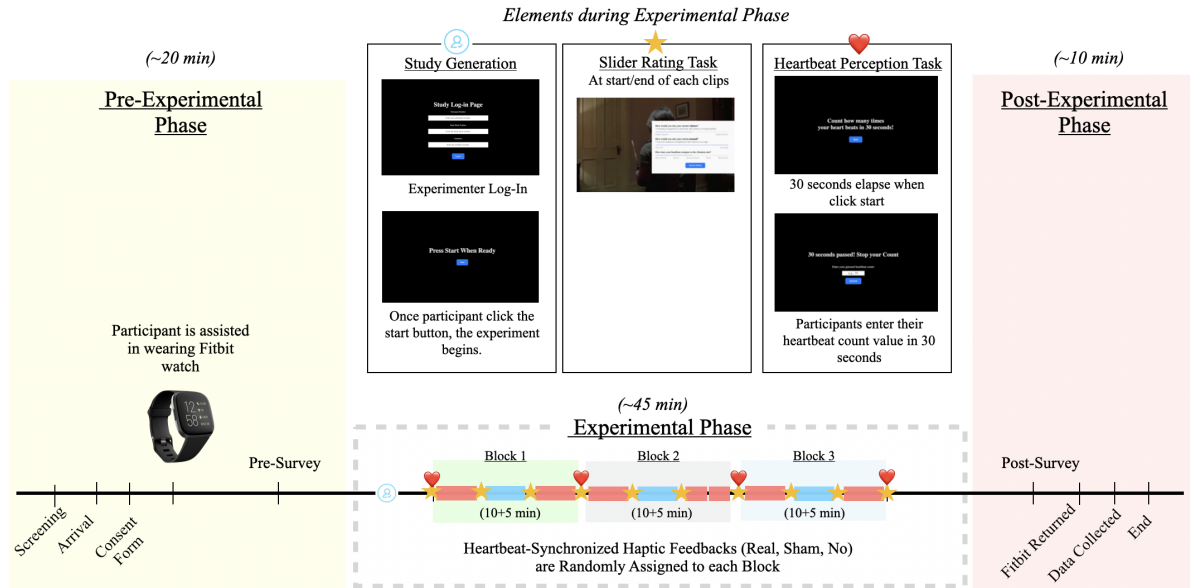 Elements during Experimental Phase
(~20 min)
Pre-Experimental
Phase
Participant is assisted
in wearing Fitbit
watch
12
58
Pre-Survey
Screening
Arrival
Consent
Form
Study Generation
Study Log-in Page
Experimenter Log-In
Press Start When Ready
Once participant click the
start button, the experiment
begins.
Slider Rating Task
At start/end of each clips
Heartbeat Perception Task
Count how many times
your heart beats in 30 seconds!
30 seconds elapse when
click start
30 seconds passed! Stop your Count
Participants enter their
heartbeat count value in 30
seconds
(~45 min)
Experimental Phase
Block 1
Block 2
Block 3
(10+5 min)
(10+5 min)
(10+5 min)
Heartbeat-Synchronized Haptic Feedbacks (Real, Sham, No)
are Randomly Assigned to each Block
(~10 min)
Post-Experimental
Phase
Post-Survey
Fitbit Returned
Data Collected
End